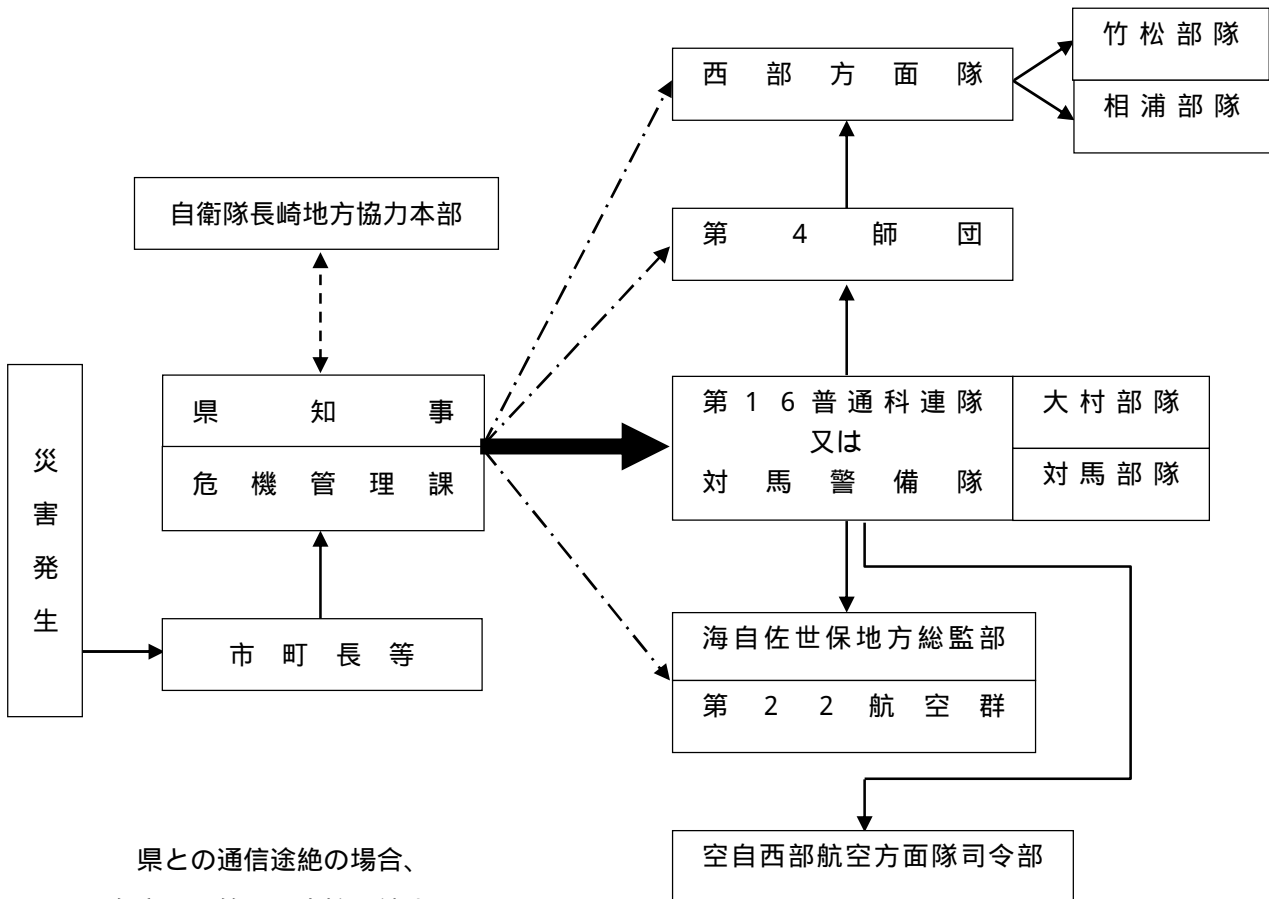 竹松部隊
西部方面隊
相浦部隊
自衛隊長崎地方協力本部
第４師団
県知事
危機管理課
第１６普通科連隊
又は
対馬警備隊
大村部隊
対馬部隊
災害発生
市町長等
海自佐世保地方総監部
第２２航空群
県との通信途絶の場合、
空自西部航空方面隊司令部